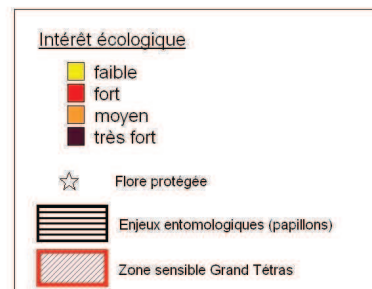 Intérêt écologique
faible
fort
moyen
très fort
Flore protégée
Enjeux entomologiques (papillons)
Zone sensible Grand Tétras